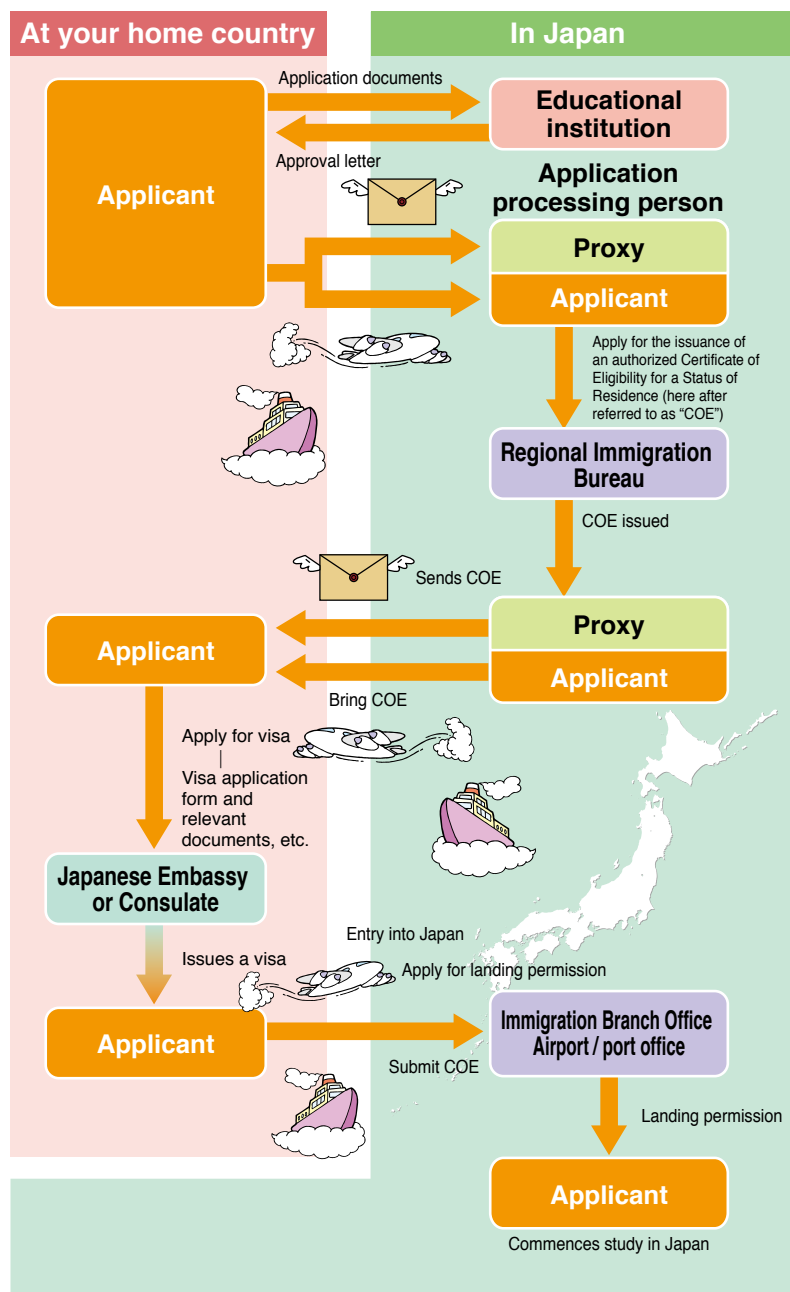 At your home country
In Japan
Application documents
Applicant
Educational
institution
Approval letter
Application
processing person
Proxy
Applicant
Apply for the issuance of
an authorized Certificate of
Eligibility for a Status of
Residence (here after
referred to as “COE”)
Regional Immigration
Bureau
COE issued
Sends COE
Proxy
Applicant
Applicant
Bring COE
Apply for visa
Visa application
form and
relevant
documents, etc.
Japanese Embassy
or Consulate
Issues a visa
Entry into Japan
Apply for landing permission
Applicant
Submit COE
Immigration Branch Office
Airport / port office
Landing permission
Applicant
Commences study in Japan